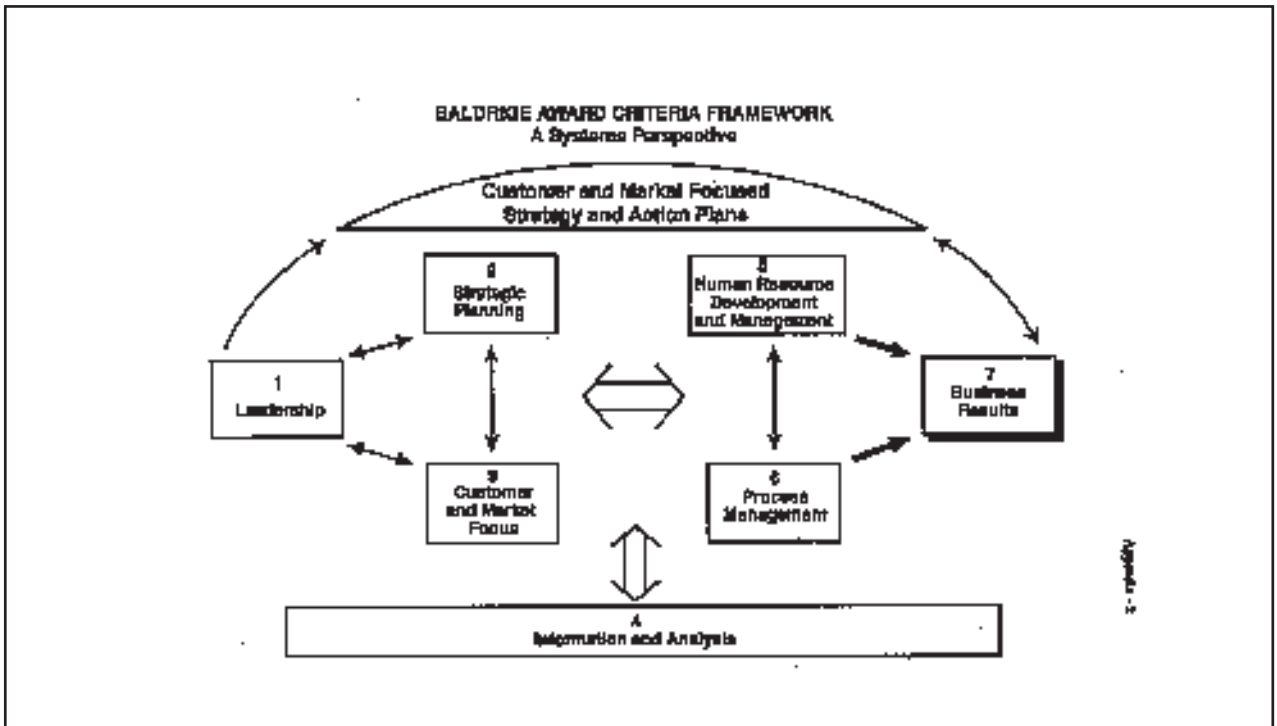 BALDRIGE AWARD CRITERIA FRAMEWORK
A Systems Perspective
Customer and Market Focused
Strategy and Action Plans
2
Strategic
Planning
5
Human Resource
Development
and Management
1
Leadership
7
Business
Results
3
Customer
and Market
Focus
6
Process
Management
4
Information and Analysis